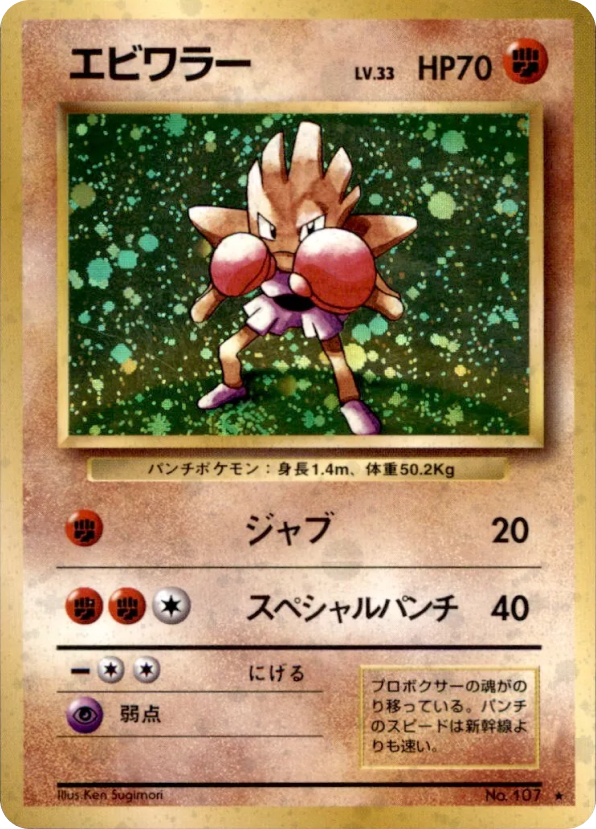 エビワラー LV.33 HP70
パンチポケモン：身長1.4m、体重50.2Kg
ジャブ 20
スペシャルパンチ 40
にげる
弱点
プロボクサーの魂がの
り移っている。パンチ
のスピードは新幹線よ
りも速い。
Illus.Ken Sugimori No.107